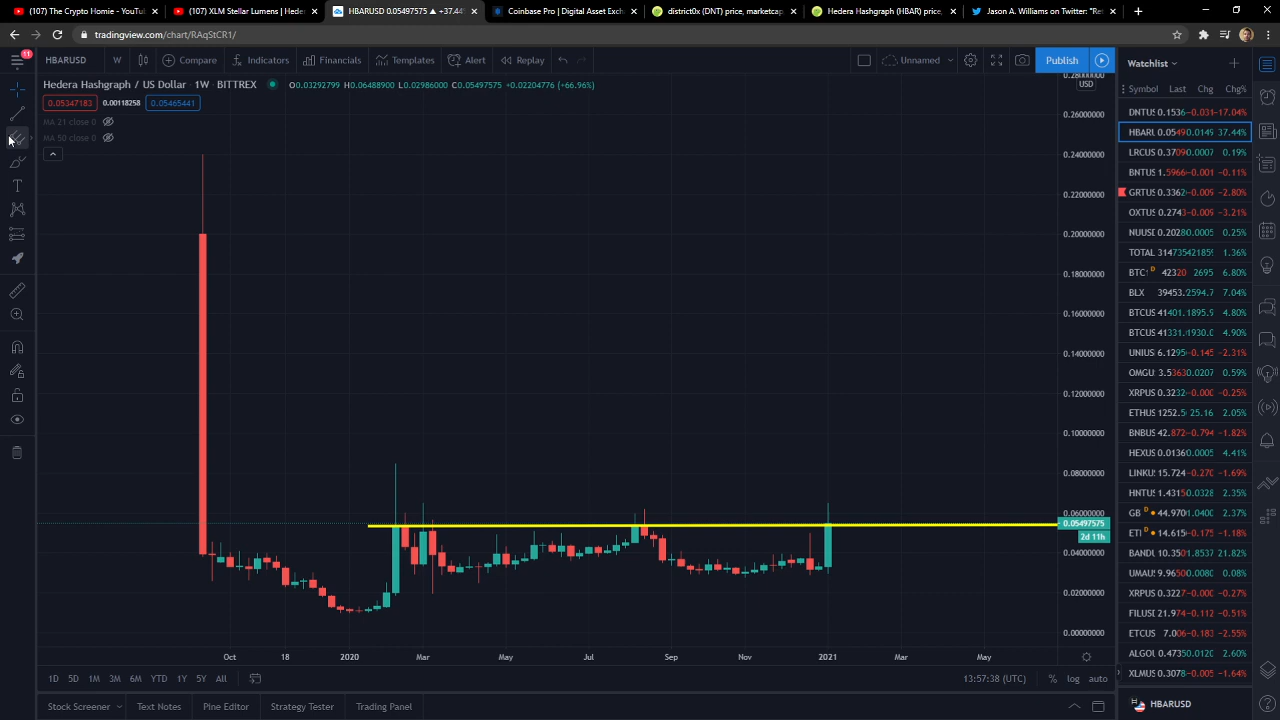 (107) The Crypto Homie - YouT
(107) XLM Stellar Lumens | Heder
HBARUSD 0.05497575 ▲ +37.44%
Coinbase Pro | Digital Asset Exch
district0x (DNT) price, marketcap
Hedera Hashgraph (HBAR) price,
Jason A. Williams on Twitter: "Re
tradingview.com/chart/RAqStCR1/
11
HBARUSD
W
Compare
Indicators
Financials
Templates
Alert
Replay
Unnamed
Publish
Watchlist
Hedera Hashgraph / US Dollar · 1W · BITTREX
O0.03292799 H0.06488900 L0.02986000 C0.05497575 +0.02204776 (+66.96%)
0.05347183 0.00118258 0.05465441
MA 21 close 0
MA 50 close 0
0.28000000
USD
0.26000000
0.24000000
0.22000000
0.20000000
0.18000000
0.16000000
0.14000000
0.12000000
0.10000000
0.08000000
0.06000000
0.05497575
2d 11h
0.04000000
0.02000000
0.00000000
Oct 18 2020 Mar May Jul Sep Nov 2021 Mar May
1D 5D 1M 3M 6M YTD 1Y 5Y All
13:57:38 (UTC) % log auto
Stock Screener Text Notes Pine Editor Strategy Tester Trading Panel
Symbol Last Chg Chg%
DNTUS 0.1536 -0.031 -17.04%
HBARU 0.0549 0.0149 37.44%
LRCUS 0.3709 0.0007 0.19%
BNTUS 1.5966 -0.001 -0.11%
GRTUS 0.3362 -0.009 -2.80%
OXTUS 0.2743 -0.009 -3.21%
NUUSD 0.2028 0.0005 0.25%
TOTAL 314735421859 1.36%
BTC D 42320 2695 6.80%
BLX 39453. 2594.7 7.04%
BTCUS 41401. 1895.9 4.80%
BTCUS 41331. 1930.0 4.90%
UNIUS 6.1295 -0.145 -2.31%
OMGU 3.5363 0.0207 0.59%
XRPUS 0.3232 -0.000 -0.25%
ETHUS 1252.5 25.16 2.05%
BNBUS 42.872 -0.794 -1.82%
HEXUS 0.0136 0.0005 4.41%
LINKU 15.724 -0.270 -1.69%
HNTUS 1.4315 0.0328 2.35%
GB D 44.970 1.0400 2.37%
ETI D 14.615 -0.173 -1.18%
BANDU 10.350 1.8537 21.82%
UMAUS 9.9650 0.0080 0.08%
XRPUS 0.3227 -0.000 -0.27%
FILUSD 21.974 -0.112 -0.51%
ETCUS 7.006 -0.183 -2.55%
ALGOU 0.4735 0.0120 2.60%
XLMUS 0.3078 -0.005 -1.64%
HBARUSD